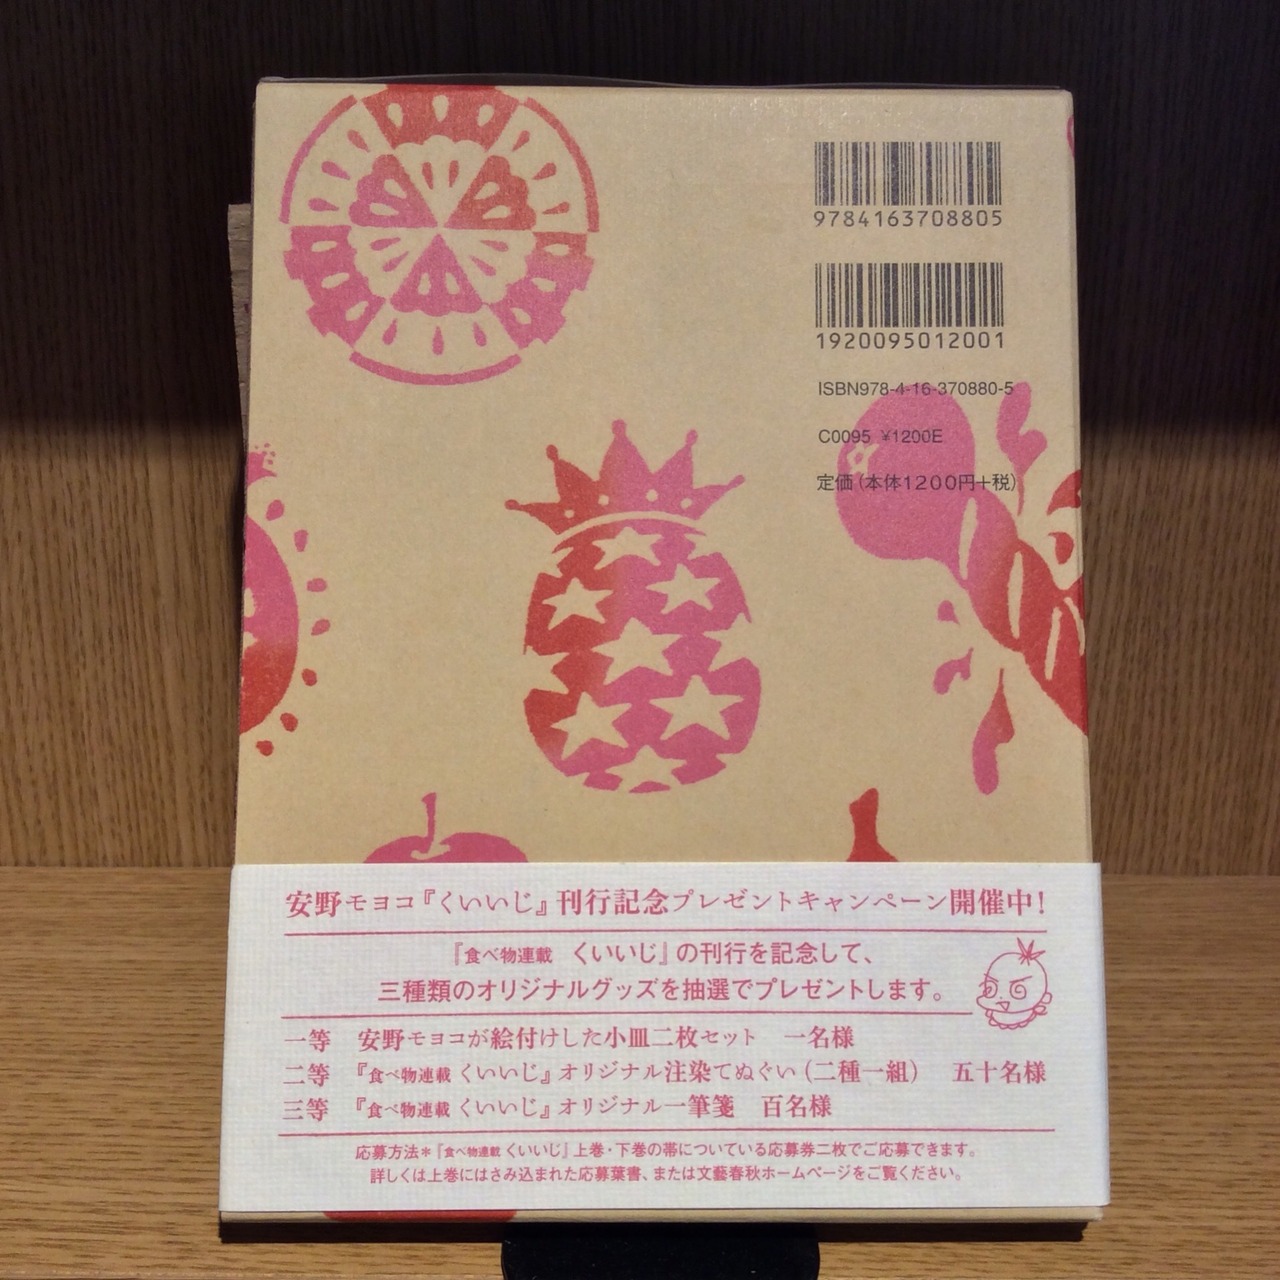 9784163708805
1920095012001
ISBN978-4-16-370880-5
C0095 ¥1200E
定価(本体1200円+税)
安野モヨコ『くいいじ』刊行記念プレゼントキャンペーン開催中!
『食べ物連載 くいいじ』の刊行を記念して、
三種類のオリジナルグッズを抽選でプレゼントします。
一等 安野モヨコが絵付けした小皿二枚セット 一名様
二等 『食べ物連載 くいいじ』オリジナル注染てぬぐい(二種一組) 五十名様
三等 『食べ物連載 くいいじ』オリジナル一筆箋 百名様
応募方法*『食べ物連載 くいいじ』上巻・下巻の帯についている応募券二枚でご応募できます。
詳しくは上巻にはさみ込まれた応募葉書、または文藝春秋ホームページをご覧ください。